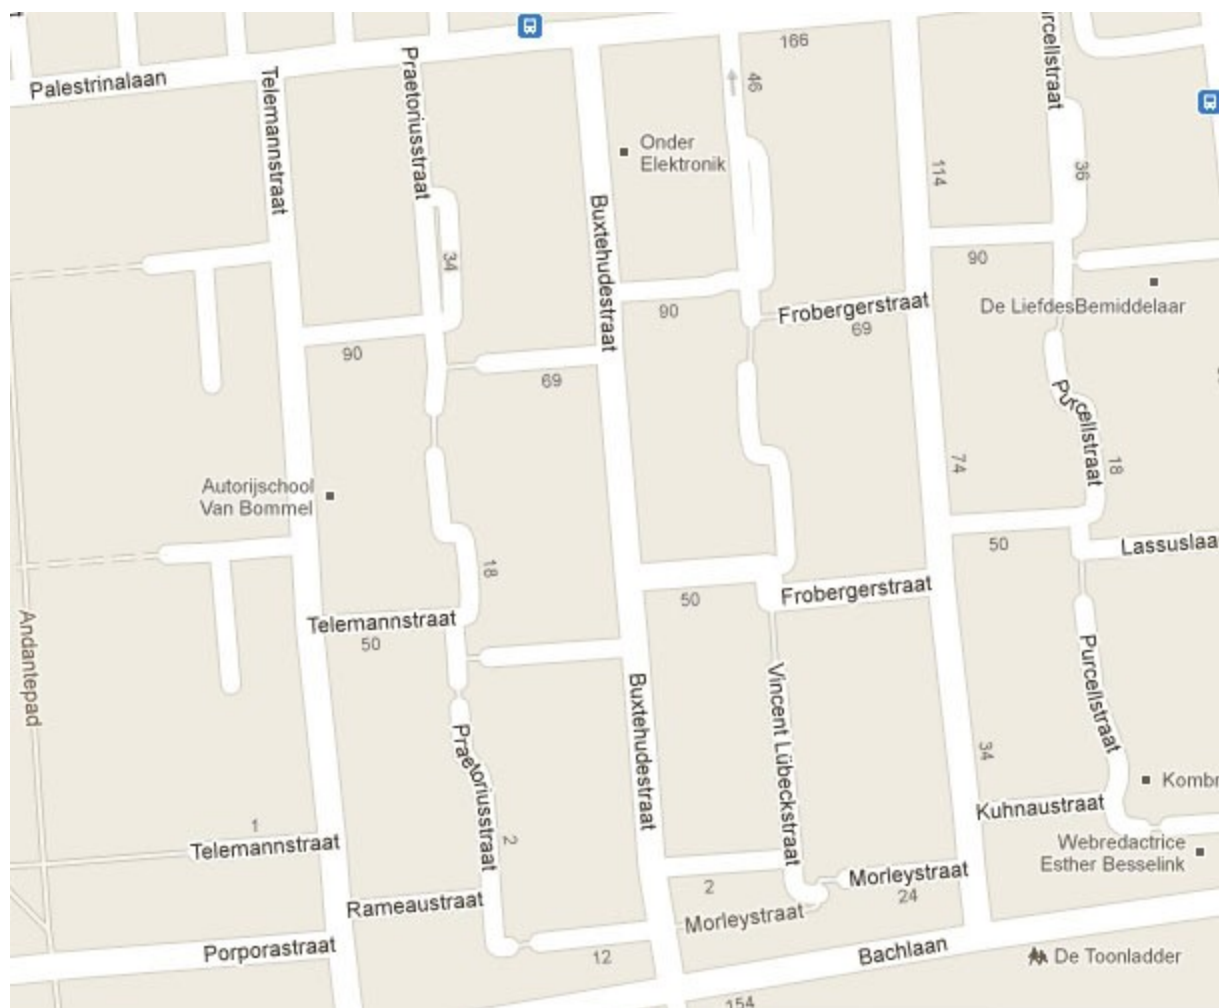 166
Palestrinalaan
Telemannstraat
Praetoriusstraat
46
Onder
Elektronik
114
36
Buxtehudestraat
34
90
De LiefdesBemiddelaar
90
Frobergerstraat
69
90
69
Purcellstraat
74
18
Autorijschool
Van Bommel
50
Lassuslaa
18
50
Frobergerstraat
Telemannstraat
50
Andantepad
Purcellstraat
Vincent Lübeckstraat
Buxtehudestraat
34
Praetoriusstraat
Kombr
Kuhnaustraat
1
2
Telemannstraat
Webredactrice
Esther Besselink
Morleystraat
2
24
Rameaustraat
Morleystraat
Porporastraat
12
Bachlaan
De Toonladder
154